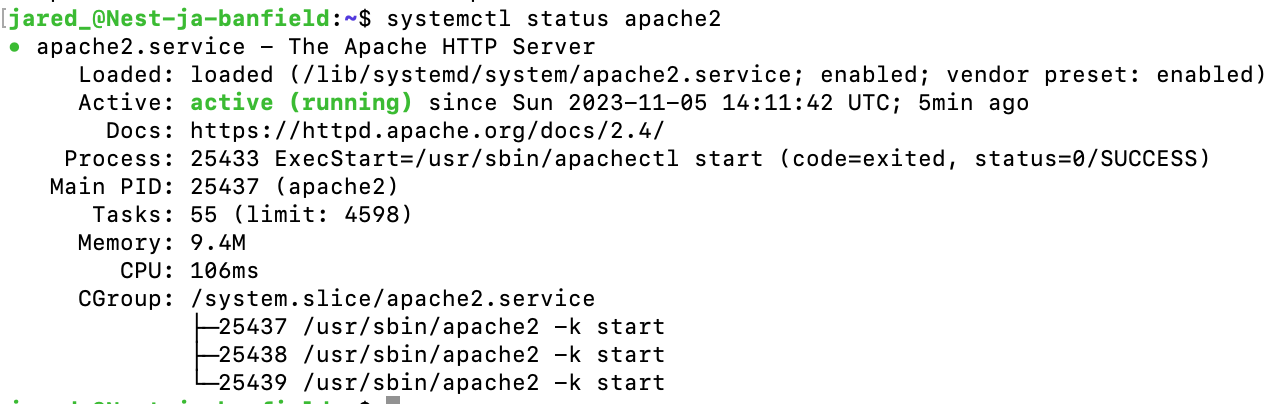 [jared_@Nest-ja-banfield:~$ systemctl status apache2
● apache2.service - The Apache HTTP Server
Loaded: loaded (/lib/systemd/system/apache2.service; enabled; vendor preset: enabled)
Active: active (running) since Sun 2023-11-05 14:11:42 UTC; 5min ago
Docs: https://httpd.apache.org/docs/2.4/
Process: 25433 ExecStart=/usr/sbin/apachectl start (code=exited, status=0/SUCCESS)
Main PID: 25437 (apache2)
Tasks: 55 (limit: 4598)
Memory: 9.4M
CPU: 106ms
CGroup: /system.slice/apache2.service
├─25437 /usr/sbin/apache2 -k start
├─25438 /usr/sbin/apache2 -k start
└─25439 /usr/sbin/apache2 -k start